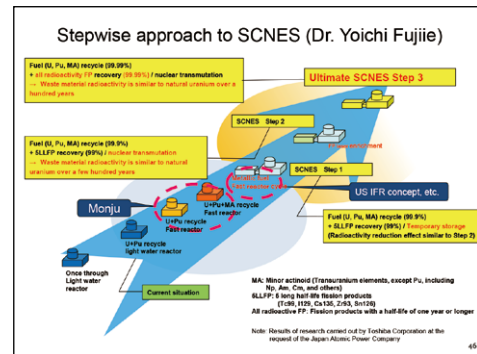 Stepwise approach to SCNES (Dr. Yoichi Fujiie)
Fuel (U, Pu, MA) recycle (99.99%)
+ all radioactivity FP recovery (99.99%) / nuclear transmutation
→ Waste material radioactivity is similar to natural uranium over a
hundred years
Ultimate SCNES Step 3
SCNES Step 2
Fuel (U, Pu, MA) recycle (99.9%)
+ 5LLFP recovery (99%) / nuclear transmutation
→ Waste material radioactivity is similar to natural
uranium over a few hundred years
SCNES Step 1
US IFR concept, etc.
Monju
U+Pu+MA recycle
Fast reactor
U+Pu recycle
Fast reactor
Fuel (U, Pu, MA) recycle (99.9%)
+ 5LLFP recovery (99%) / Temporary storage
(Radioactivity reduction effect similar to Step 2)
U+Pu recycle
light water reactor
Once through
Light water
reactor
Current situation
MA: Minor actinoid (Transuranium elements, except Pu, including
Np, Am, Cm, and others)
5LLFP: 5 long half-life fission products
(Tc99, I129, Cs135, Zr93, Sn126)
All radioactive FP: Fission products with a half-life of one year or longer
Note: Results of research carried out by Toshiba Corporation at the
request of the Japan Atomic Power Company
46